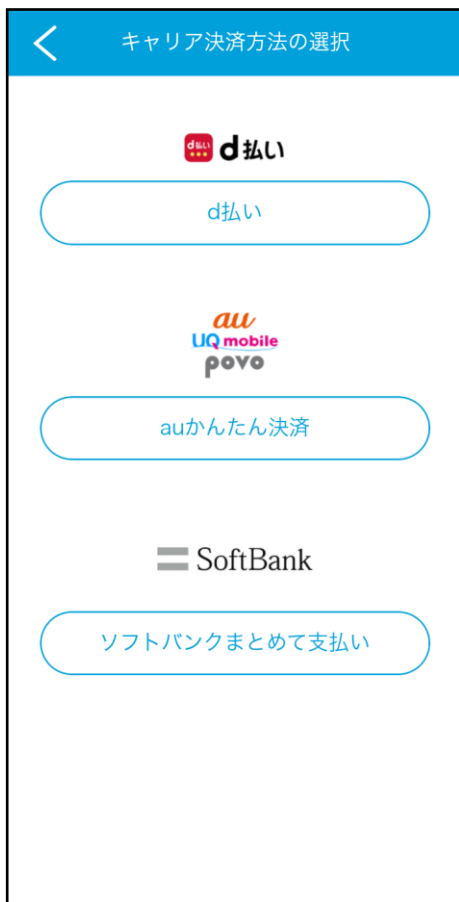 キャリア決済方法の選択
d払い
d払い
d払い
au
UQ mobile
povo
auかんたん決済
SoftBank
ソフトバンクまとめて支払い